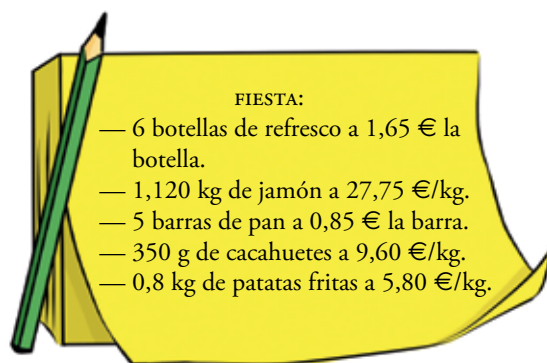 FIESTA:
— 6 botellas de refresco a 1,65 € la
botella.
— 1,120 kg de jamón a 27,75 €/kg.
— 5 barras de pan a 0,85 € la barra.
— 350 g de cacahuetes a 9,60 €/kg.
— 0,8 kg de patatas fritas a 5,80 €/kg.